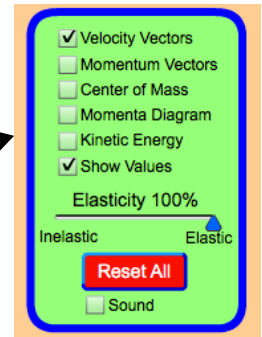 Velocity Vectors
Momentum Vectors
Center of Mass
Momenta Diagram
Kinetic Energy
Show Values
Elasticity 100%
Inelastic Elastic
Reset All
Sound